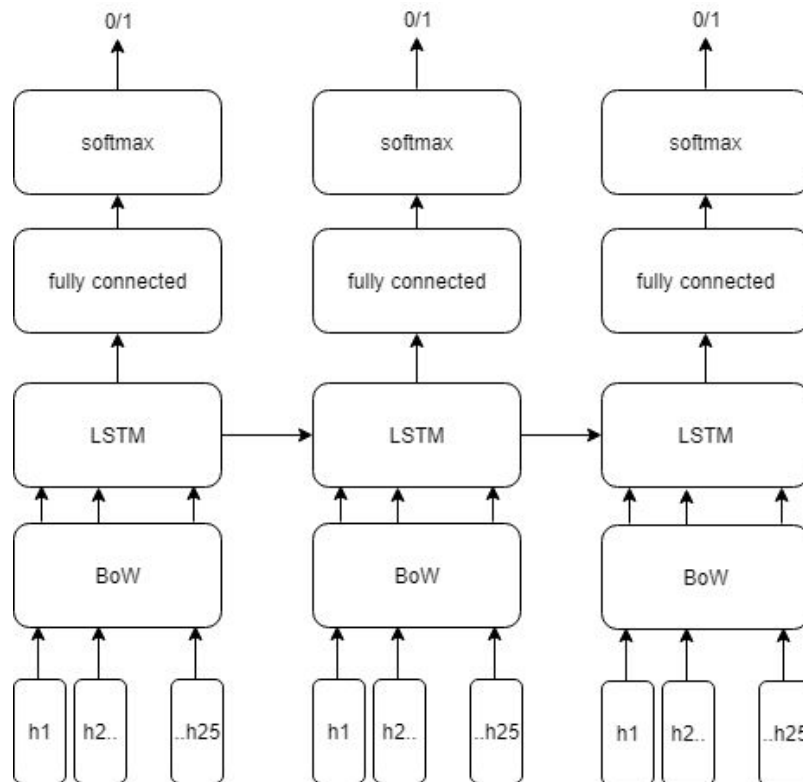 0/1 0/1 0/1
softmax softmax softmax
fully connected fully connected fully connected
LSTM LSTM LSTM
BoW BoW BoW
h1 h2.. ..h25 h1 h2.. ..h25 h1 h2.. ..h25